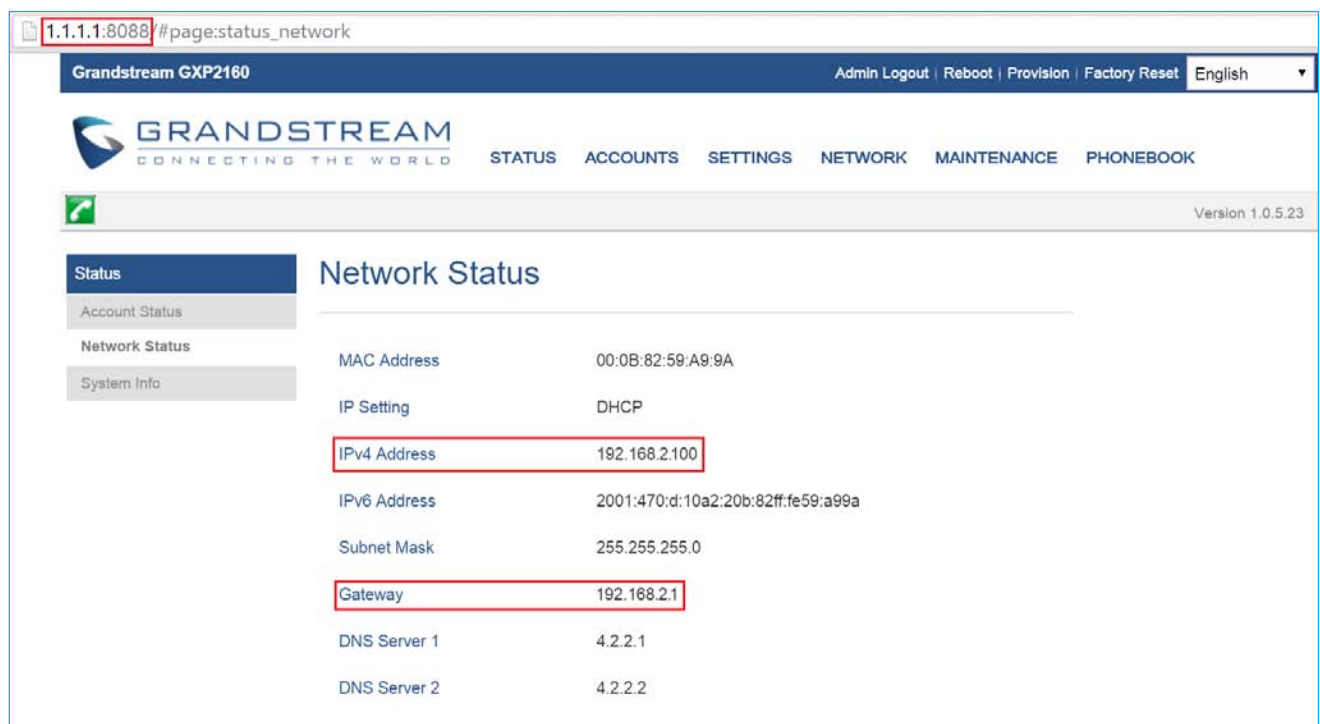 1.1.1.1:8088/#page:status_network
Grandstream GXP2160
Admin Logout | Reboot | Provision | Factory Reset English
GRANDSTREAM
CONNECTING THE WORLD
STATUS ACCOUNTS SETTINGS NETWORK MAINTENANCE PHONEBOOK
Version 1.0.5.23
Status
Account Status
Network Status
System Info
Network Status
MAC Address 00:0B:82:59:A9:9A
IP Setting DHCP
IPv4 Address 192.168.2.100
IPv6 Address 2001:470:d:10a2:20b:82ff:fe59:a99a
Subnet Mask 255.255.255.0
Gateway 192.168.2.1
DNS Server 1 4.2.2.1
DNS Server 2 4.2.2.2